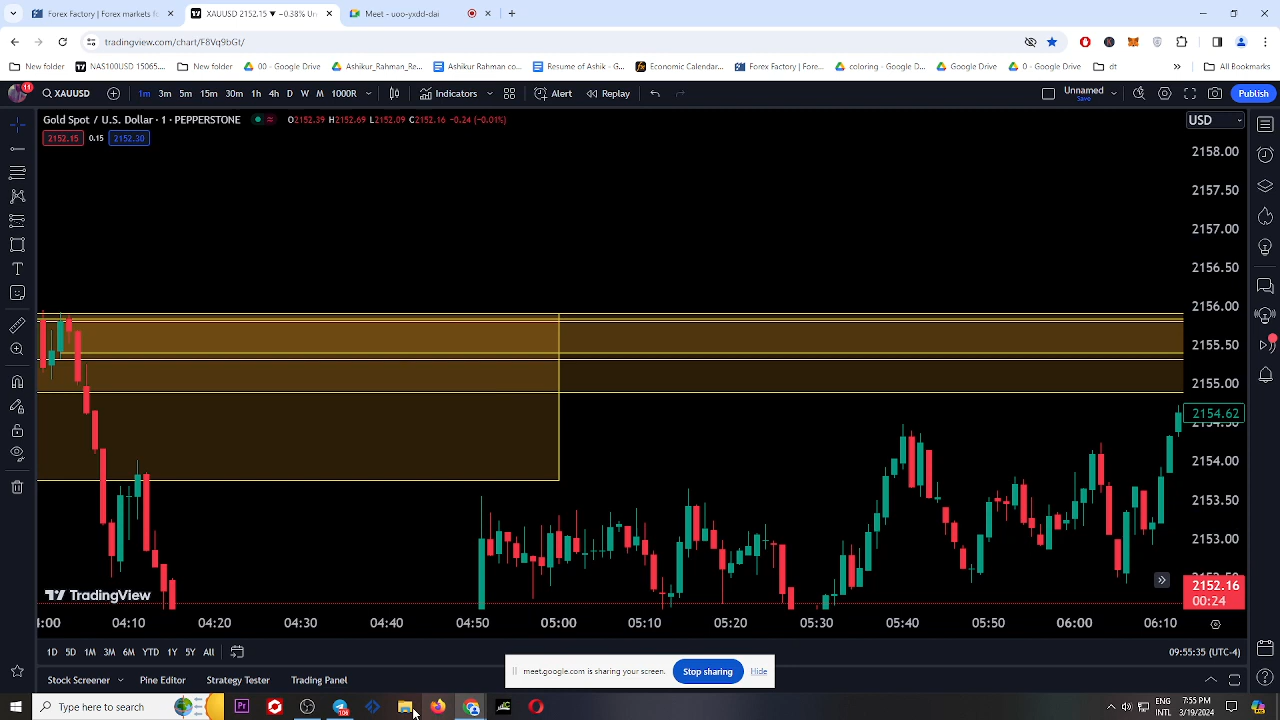 Forex Factory | Forex markets fo
XAUUSD 2152.15 ▼ −0.38% Un
Meet - uoo-yxdd-dai
tradingview.com/chart/F8Vq9bGt/
New folder
NAS100USD 15065...
New folder
00 - Google Drive
Ashikur_Rahman_Re...
Ashikur rahman co...
Resume of Ashik - G...
Economic Calendar...
Forex Factory | Fore...
coloring - Google D...
Google Drive
0 - Google Drive
dt
All Bookmarks
11
XAUUSD
1m 3m 5m 15m 30m 1h 4h D W M 1000R
Indicators
Alert
Replay
Unnamed
Save
Publish
Gold Spot / U.S. Dollar · 1 · PEPPERSTONE
O2152.39 H2152.69 L2152.09 C2152.16 −0.24 (−0.01%)
USD
2152.15 0.15 2152.30
2158.00
2157.50
2157.00
2156.50
2156.00
2155.50
2155.00
2154.62
2154.00
2153.50
2153.00
2152.16
00:24
TradingView
4:00 04:10 04:20 04:30 04:40 04:50 05:00 05:10 05:20 05:30 05:40 05:50 06:00 06:10
1D 5D 1M 3M 6M YTD 1Y 5Y All
09:55:35 (UTC-4)
meet.google.com is sharing your screen.
Stop sharing
Hide
Stock Screener
Pine Editor
Strategy Tester
Trading Panel
Type here to search
ENG
INTL
7:55 PM
3/19/2024